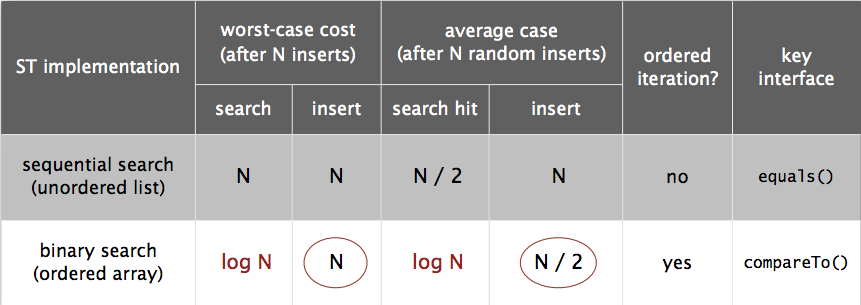 ST implementation
worst-case cost
(after N inserts)
average case
(after N random inserts)
ordered
iteration?
key
interface
search
insert
search hit
insert
sequential search
(unordered list)
N
N
N / 2
N
no
equals()
binary search
(ordered array)
log N
N
log N
N / 2
yes
compareTo()